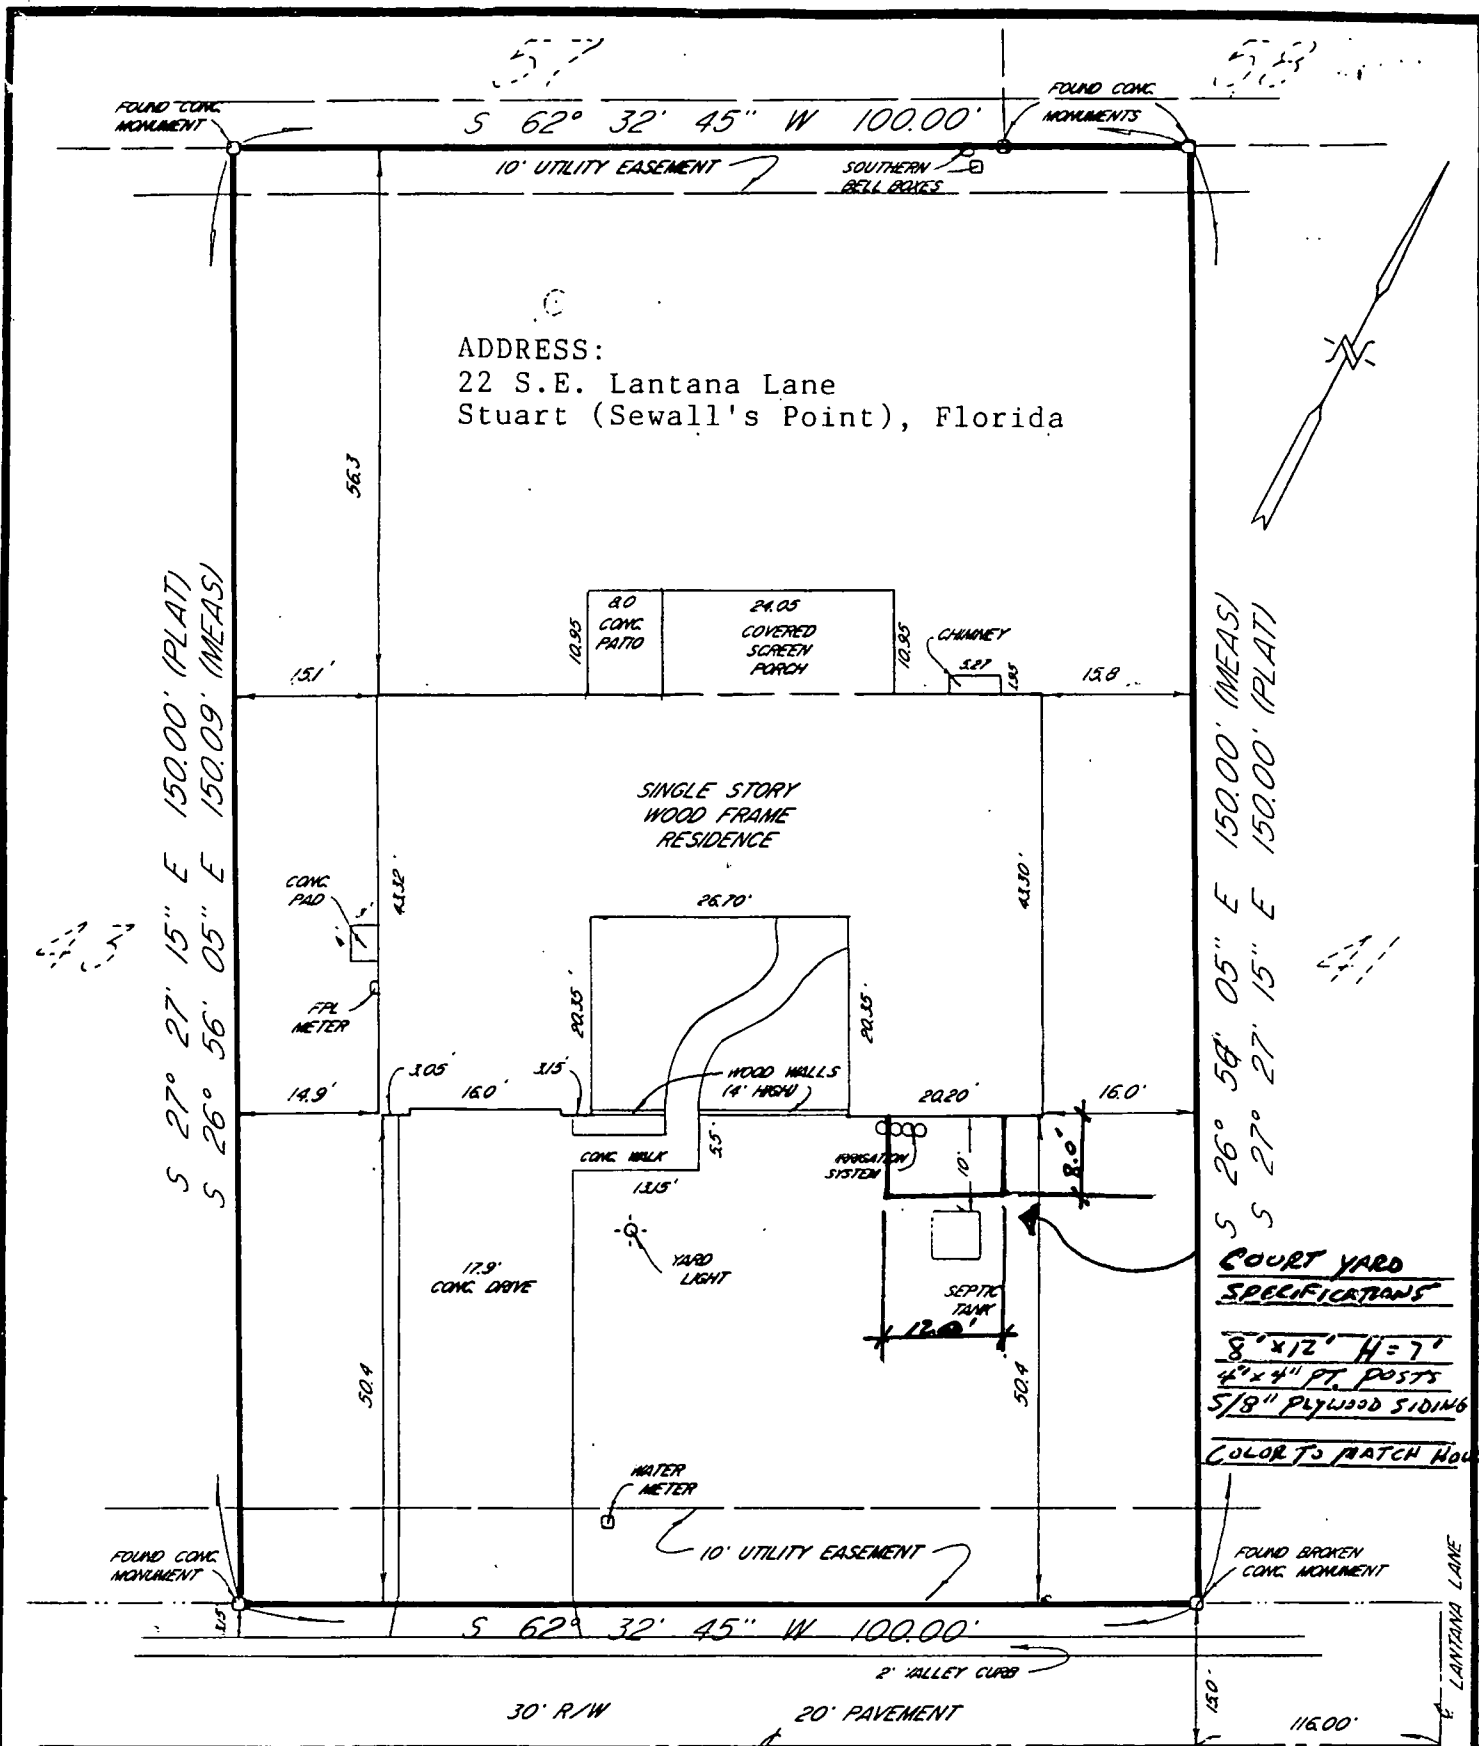 57
58
FOUND CONC.
MONUMENT
S 62° 32' 45" W 100.00'
FOUND CONC.
MONUMENTS
10' UTILITY EASEMENT
SOUTHERN
BELL BOXES
ADDRESS:
22 S.E. Lantana Lane
Stuart (Sewall's Point), Florida
56.3
N
S 27° 27' 15" E 150.00' (PLAT)
S 26° 56' 05" E 150.09' (MEAS)
8.0
CONC.
PATIO
10.95
24.05
COVERED
SCREEN
PORCH
10.95
CHIMNEY
5.27
1.95
15.1'
15.8
SINGLE STORY
WOOD FRAME
RESIDENCE
S 26° 56' 05" E 150.00' (MEAS)
S 27° 27' 15" E 150.00' (PLAT)
43
41
CONC.
PAD
3'
4'
43.32'
26.70'
43.30'
FPL
METER
20.35'
20.35'
14.9'
3.05'
16.0'
3.15'
WOOD WALLS
(4' HIGH)
20.20'
16.0'
CONC. WALK
5.5'
13.15'
IRRIGATION
SYSTEM
10'
8.0'
YARD
LIGHT
17.9'
CONC. DRIVE
SEPTIC
TANK
COURT YARD
SPECIFICATIONS
8' x 12' H = 7'
4" x 4" PT. POSTS
5/8" PLYWOOD SIDING
COLOR TO MATCH
50.4
50.4
WATER
METER
10' UTILITY EASEMENT
FOUND CONC.
MONUMENT
FOUND BROKEN
CONC. MONUMENT
S 62° 32' 45" W 100.00'
2' VALLEY CURB
30' R/W
20' PAVEMENT
15.0'
116.00'
LANTANA LANE